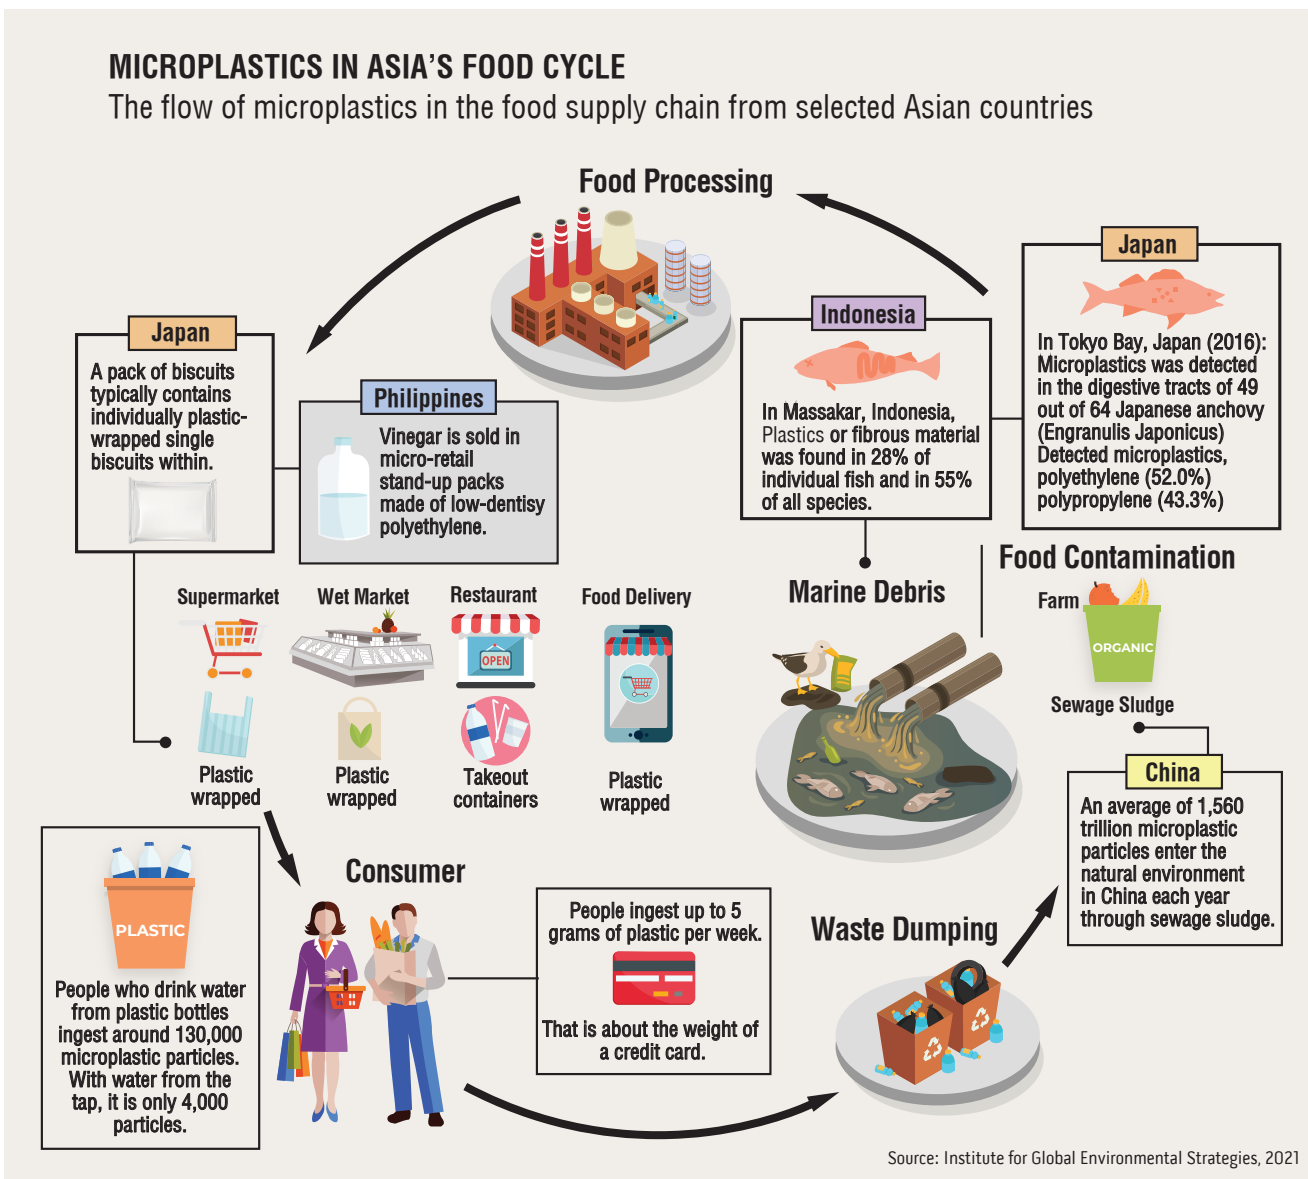 MICROPLASTICS IN ASIA'S FOOD CYCLE
The flow of microplastics in the food supply chain from selected Asian countries
Food Processing
Japan
In Tokyo Bay, Japan (2016):
Microplastics was detected
in the digestive tracts of 49
out of 64 Japanese anchovy
(Engranulis Japonicus)
Detected microplastics,
polyethylene (52.0%)
polypropylene (43.3%)
Indonesia
In Massakar, Indonesia,
Plastics or fibrous material
was found in 28% of
individual fish and in 55%
of all species.
Japan
A pack of biscuits
typically contains
individually plastic-
wrapped single
biscuits within.
Philippines
Vinegar is sold in
micro-retail
stand-up packs
made of low-dentisy
polyethylene.
Supermarket
Plastic
wrapped
Wet Market
Plastic
wrapped
Restaurant
OPEN
Takeout
containers
Food Delivery
Plastic
wrapped
Marine Debris
Food Contamination
Farm
ORGANIC
Sewage Sludge
China
An average of 1,560
trillion microplastic
particles enter the
natural environment
in China each year
through sewage sludge.
PLASTIC
People who drink water
from plastic bottles
ingest around 130,000
microplastic particles.
With water from the
tap, it is only 4,000
particles.
Consumer
People ingest up to 5
grams of plastic per week.
That is about the weight of
a credit card.
Waste Dumping
Source: Institute for Global Environmental Strategies, 2021